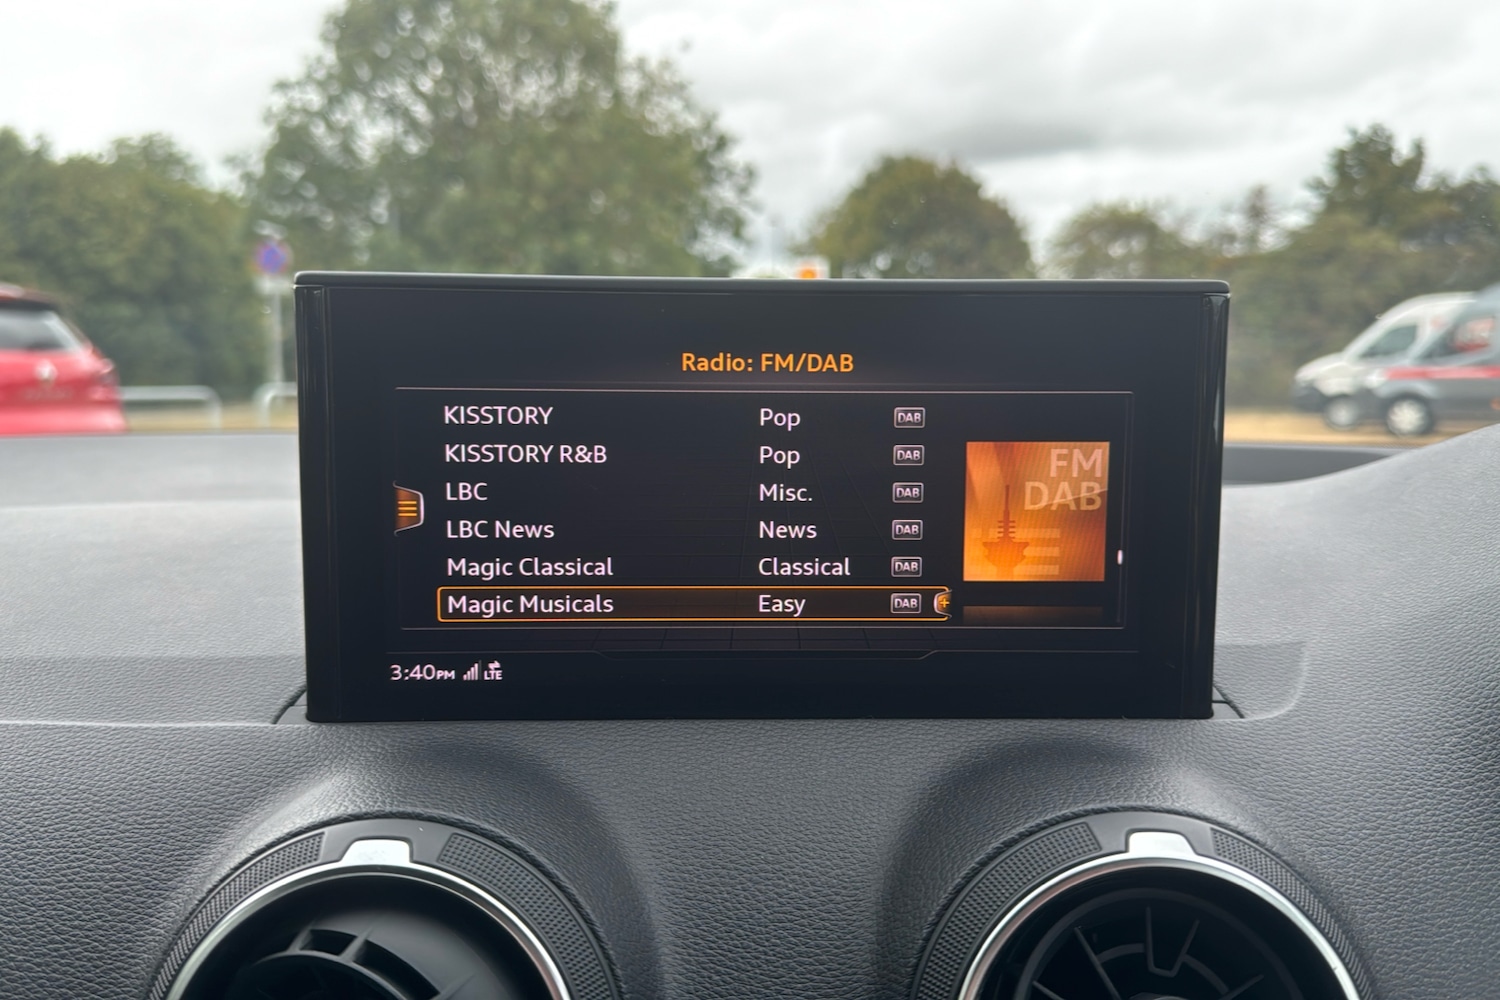 Radio: FM/DAB
KISSTORY Pop DAB
KISSTORY R&B Pop DAB
LBC Misc. DAB
LBC News News DAB
Magic Classical Classical DAB
Magic Musicals Easy DAB +
FM
DAB
3:40PM LTE